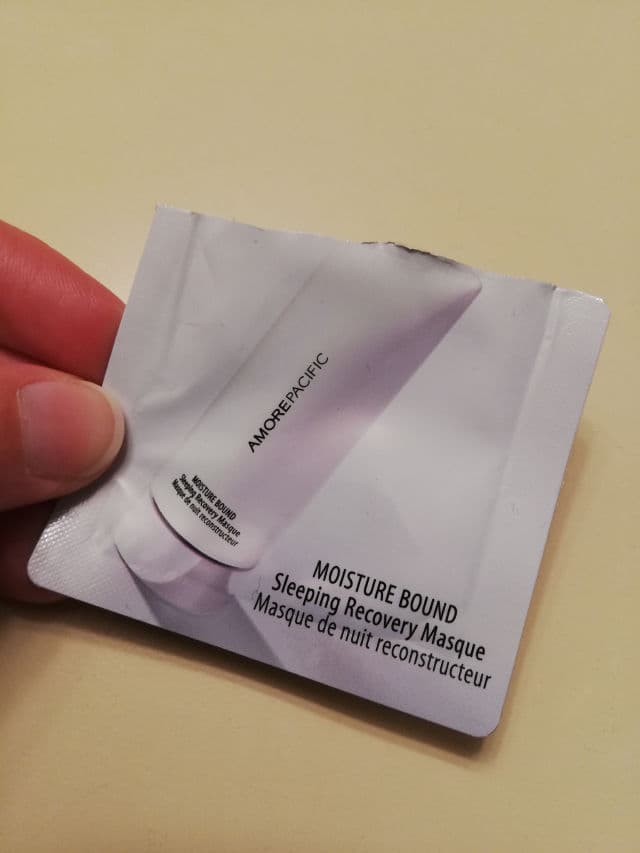 AMOREPACIFIC
MOISTURE BOUND
Sleeping Recovery Masque
Masque de nuit reconstructeur
MOISTURE BOUND
Sleeping Recovery Masque
Masque de nuit reconstructeur